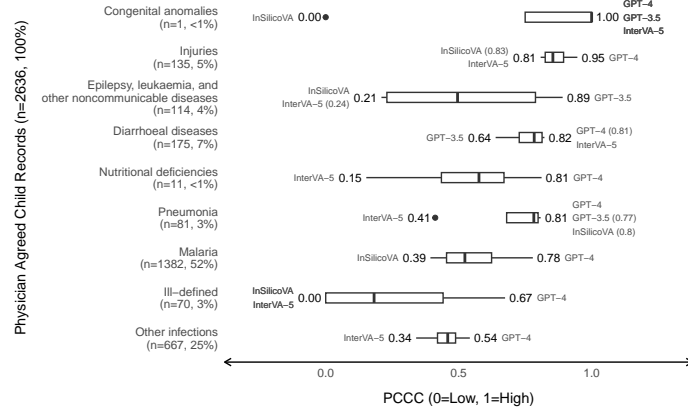 Physician Agreed Child Records (n=2636, 100%)
Congenital anomalies
(n=1, <1%)
InSilicoVA 0.00
1.00
GPT−4
GPT−3.5
InterVA−5
Injuries
(n=135, 5%)
InSilicoVA (0.83)
InterVA−5
0.81
0.95 GPT−4
Epilepsy, leukaemia, and
other noncommunicable diseases
(n=114, 4%)
InSilicoVA
InterVA−5 (0.24)
0.21
0.89 GPT−3.5
Diarrhoeal diseases
(n=175, 7%)
GPT−3.5 0.64
0.82
GPT−4 (0.81)
InterVA−5
Nutritional deficiencies
(n=11, <1%)
InterVA−5 0.15
0.81 GPT−4
Pneumonia
(n=81, 3%)
InterVA−5 0.41
0.81
GPT−4
GPT−3.5 (0.77)
InSilicoVA (0.8)
Malaria
(n=1382, 52%)
InSilicoVA 0.39
0.78 GPT−4
Ill−defined
(n=70, 3%)
InSilicoVA
InterVA−5
0.00
0.67 GPT−4
Other infections
(n=667, 25%)
InterVA−5 0.34
0.54 GPT−4
0.0 0.5 1.0
PCCC (0=Low, 1=High)